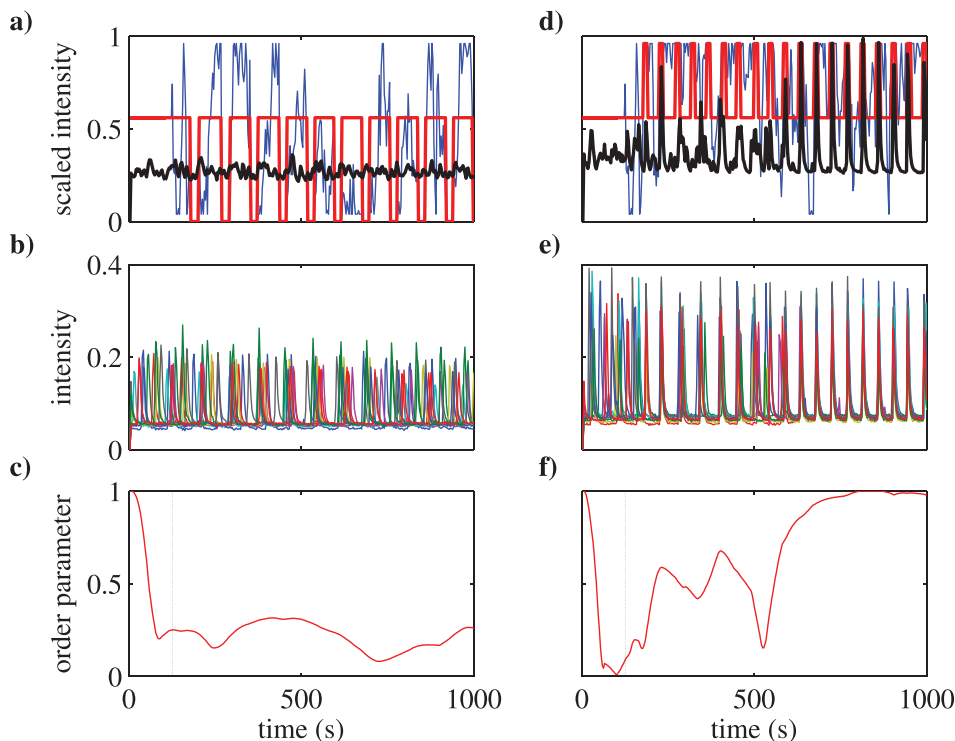 a)
d)
1
0.5
0
scaled intensity
b)
e)
0.4
0.2
0
intensity
c)
f)
1
0.5
0
order parameter
0
500
1000
0
500
1000
time (s)
time (s)